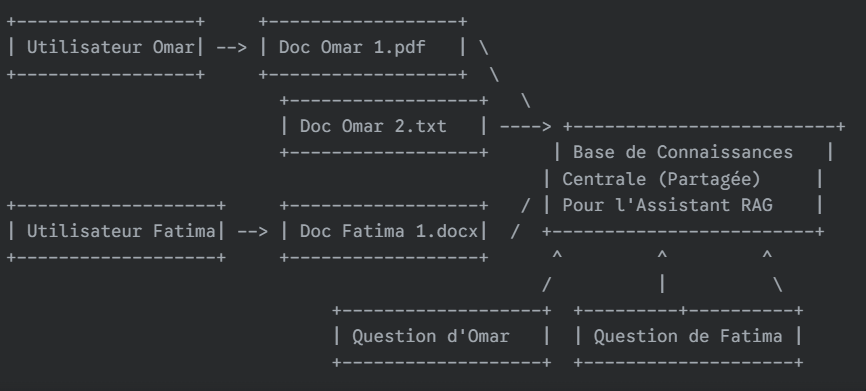 +-----------------+     +-------------------+
| Utilisateur Omar| --> | Doc Omar 1.pdf   | \
+-----------------+     +-------------------+  \
+------------------+   \
| Doc Omar 2.txt   | ----> +-------------------------+
+------------------+      | Base de Connaissances   |
| Centrale (Partagée)     |
+-------------------+     +-------------------+   / | Pour l'Assistant RAG    |
| Utilisateur Fatima| --> | Doc Fatima 1.docx|  /  +-------------------------+
+-------------------+     +-------------------+      ^         ^         ^
/          |          \
+--------------------+  +---------+----------+
| Question d'Omar   |  | Question de Fatima |
+--------------------+  +--------------------+